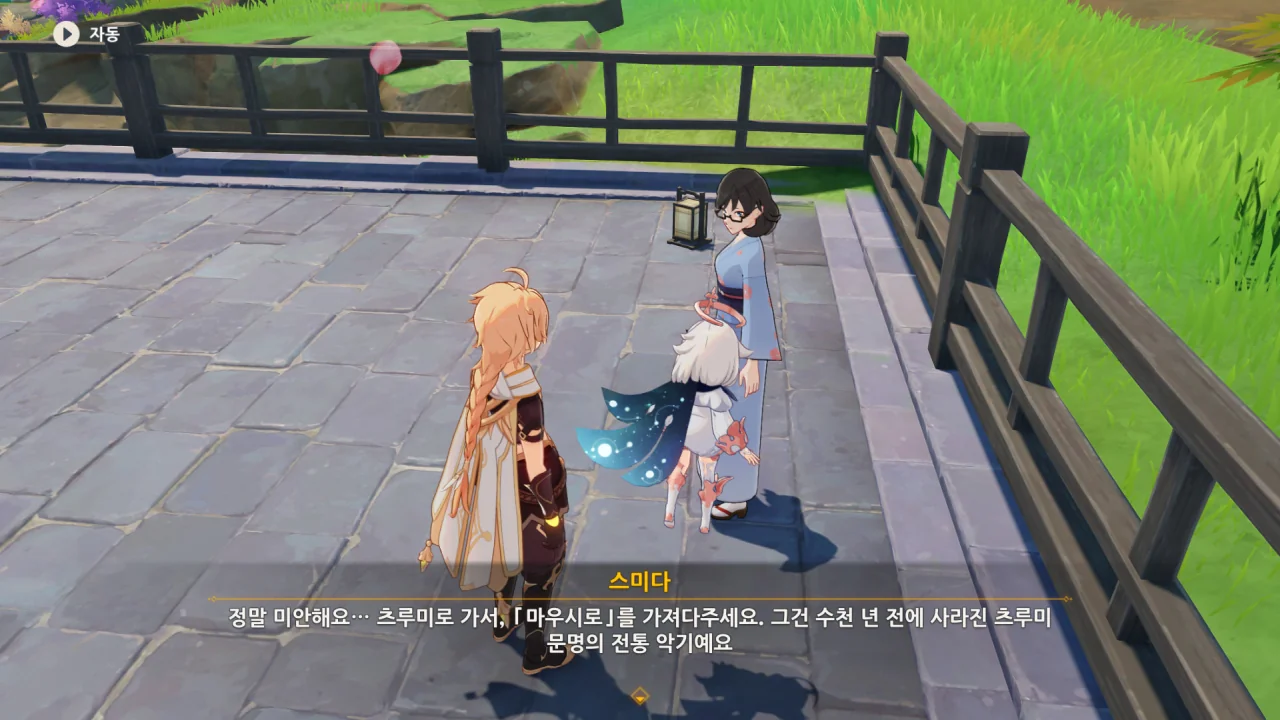 자동
스미다
정말 미안해요… 츠루미로 가서, 「마우시로」를 가져다주세요. 그건 수천 년 전에 사라진 츠루미
문명의 전통 악기예요